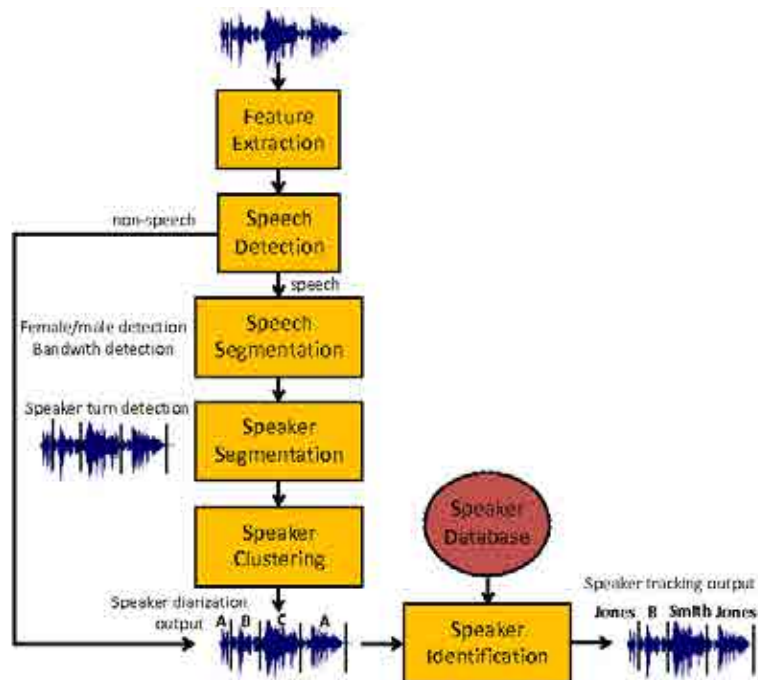 Feature
Extraction
non-speech
Speech
Detection
speech
Female/male detection
Bandwith detection
Speech
Segmentation
Speaker turn detection
Speaker
Segmentation
Speaker
Clustering
Speaker
Database
Speaker diarization
output
A B C A
Speaker
Identification
Speaker tracking output
Jones B Smith Jones